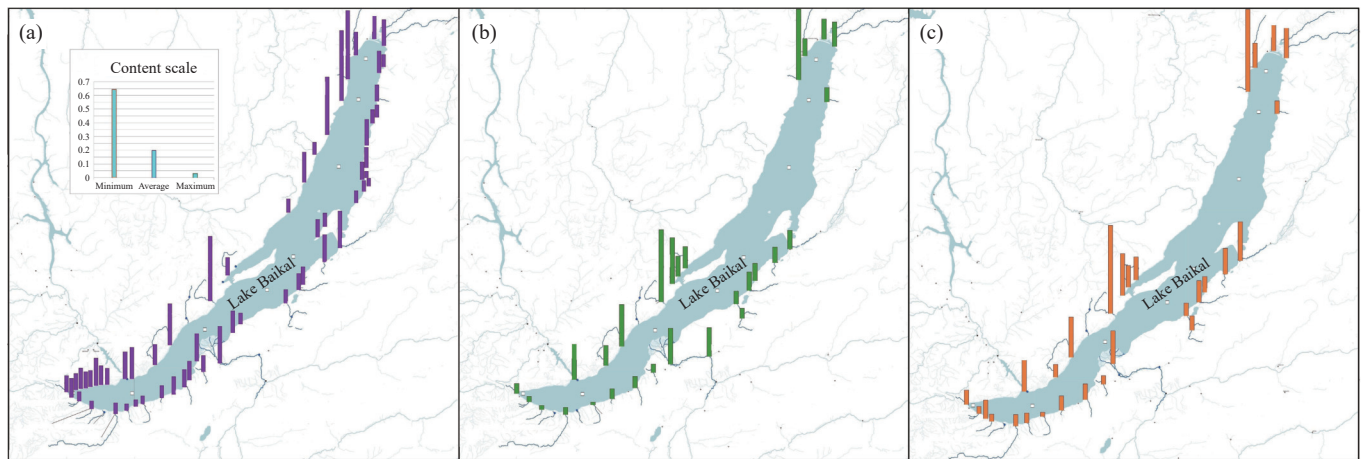 (a)
Content scale
0.7
0.6
0.5
0.4
0.3
0.2
0.1
0
Minimum Average Maximum
Lake Baikal
(b)
Lake Baikal
(c)
Lake Baikal